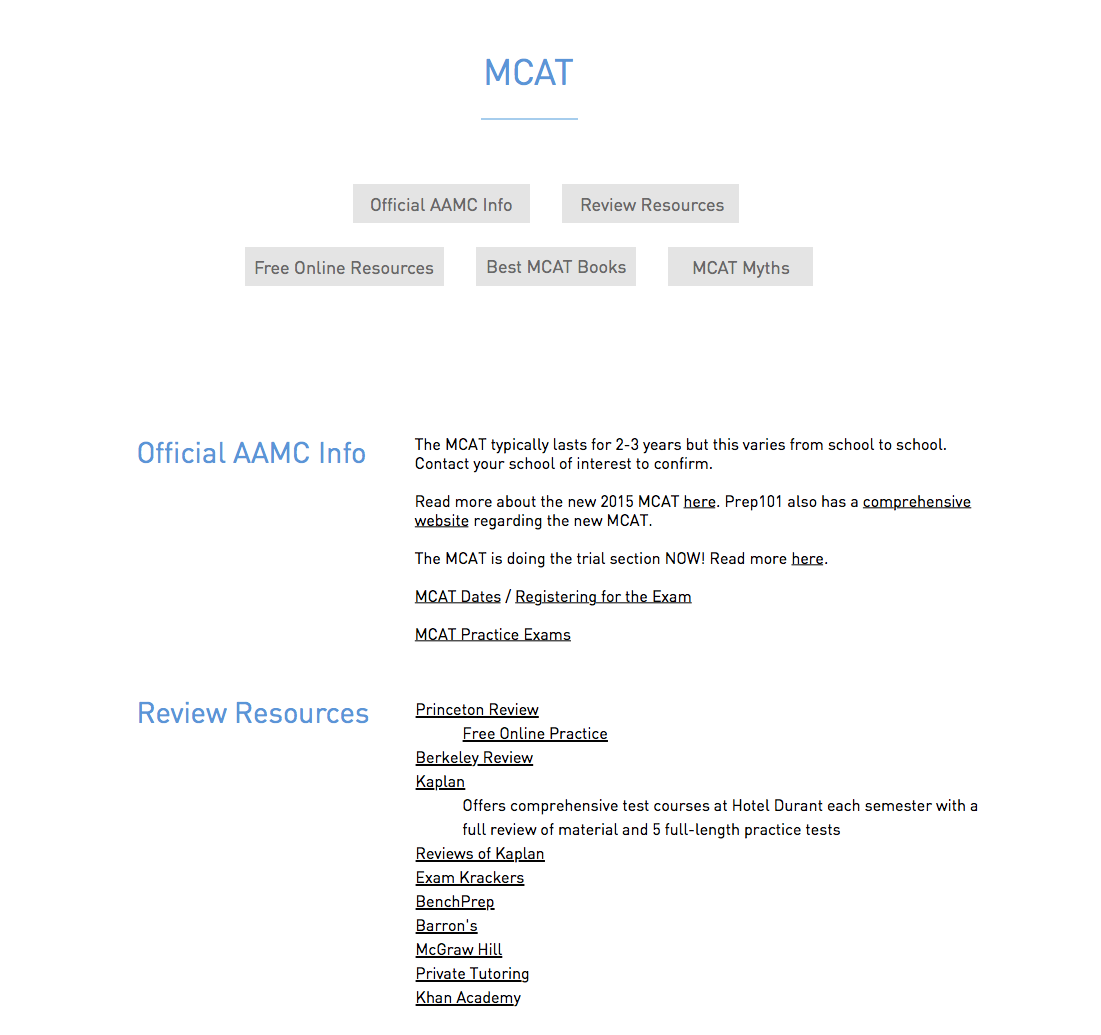 MCAT
Official AAMC Info
Review Resources
Free Online Resources
Best MCAT Books
MCAT Myths
Official AAMC Info
The MCAT typically lasts for 2-3 years but this varies from school to school.
Contact your school of interest to confirm.
Read more about the new 2015 MCAT here. Prep101 also has a comprehensive
website regarding the new MCAT.
The MCAT is doing the trial section NOW! Read more here.
MCAT Dates / Registering for the Exam
MCAT Practice Exams
Review Resources
Princeton Review
Free Online Practice
Berkeley Review
Kaplan
Offers comprehensive test courses at Hotel Durant each semester with a
full review of material and 5 full-length practice tests
Reviews of Kaplan
Exam Krackers
BenchPrep
Barron's
McGraw Hill
Private Tutoring
Khan Academy